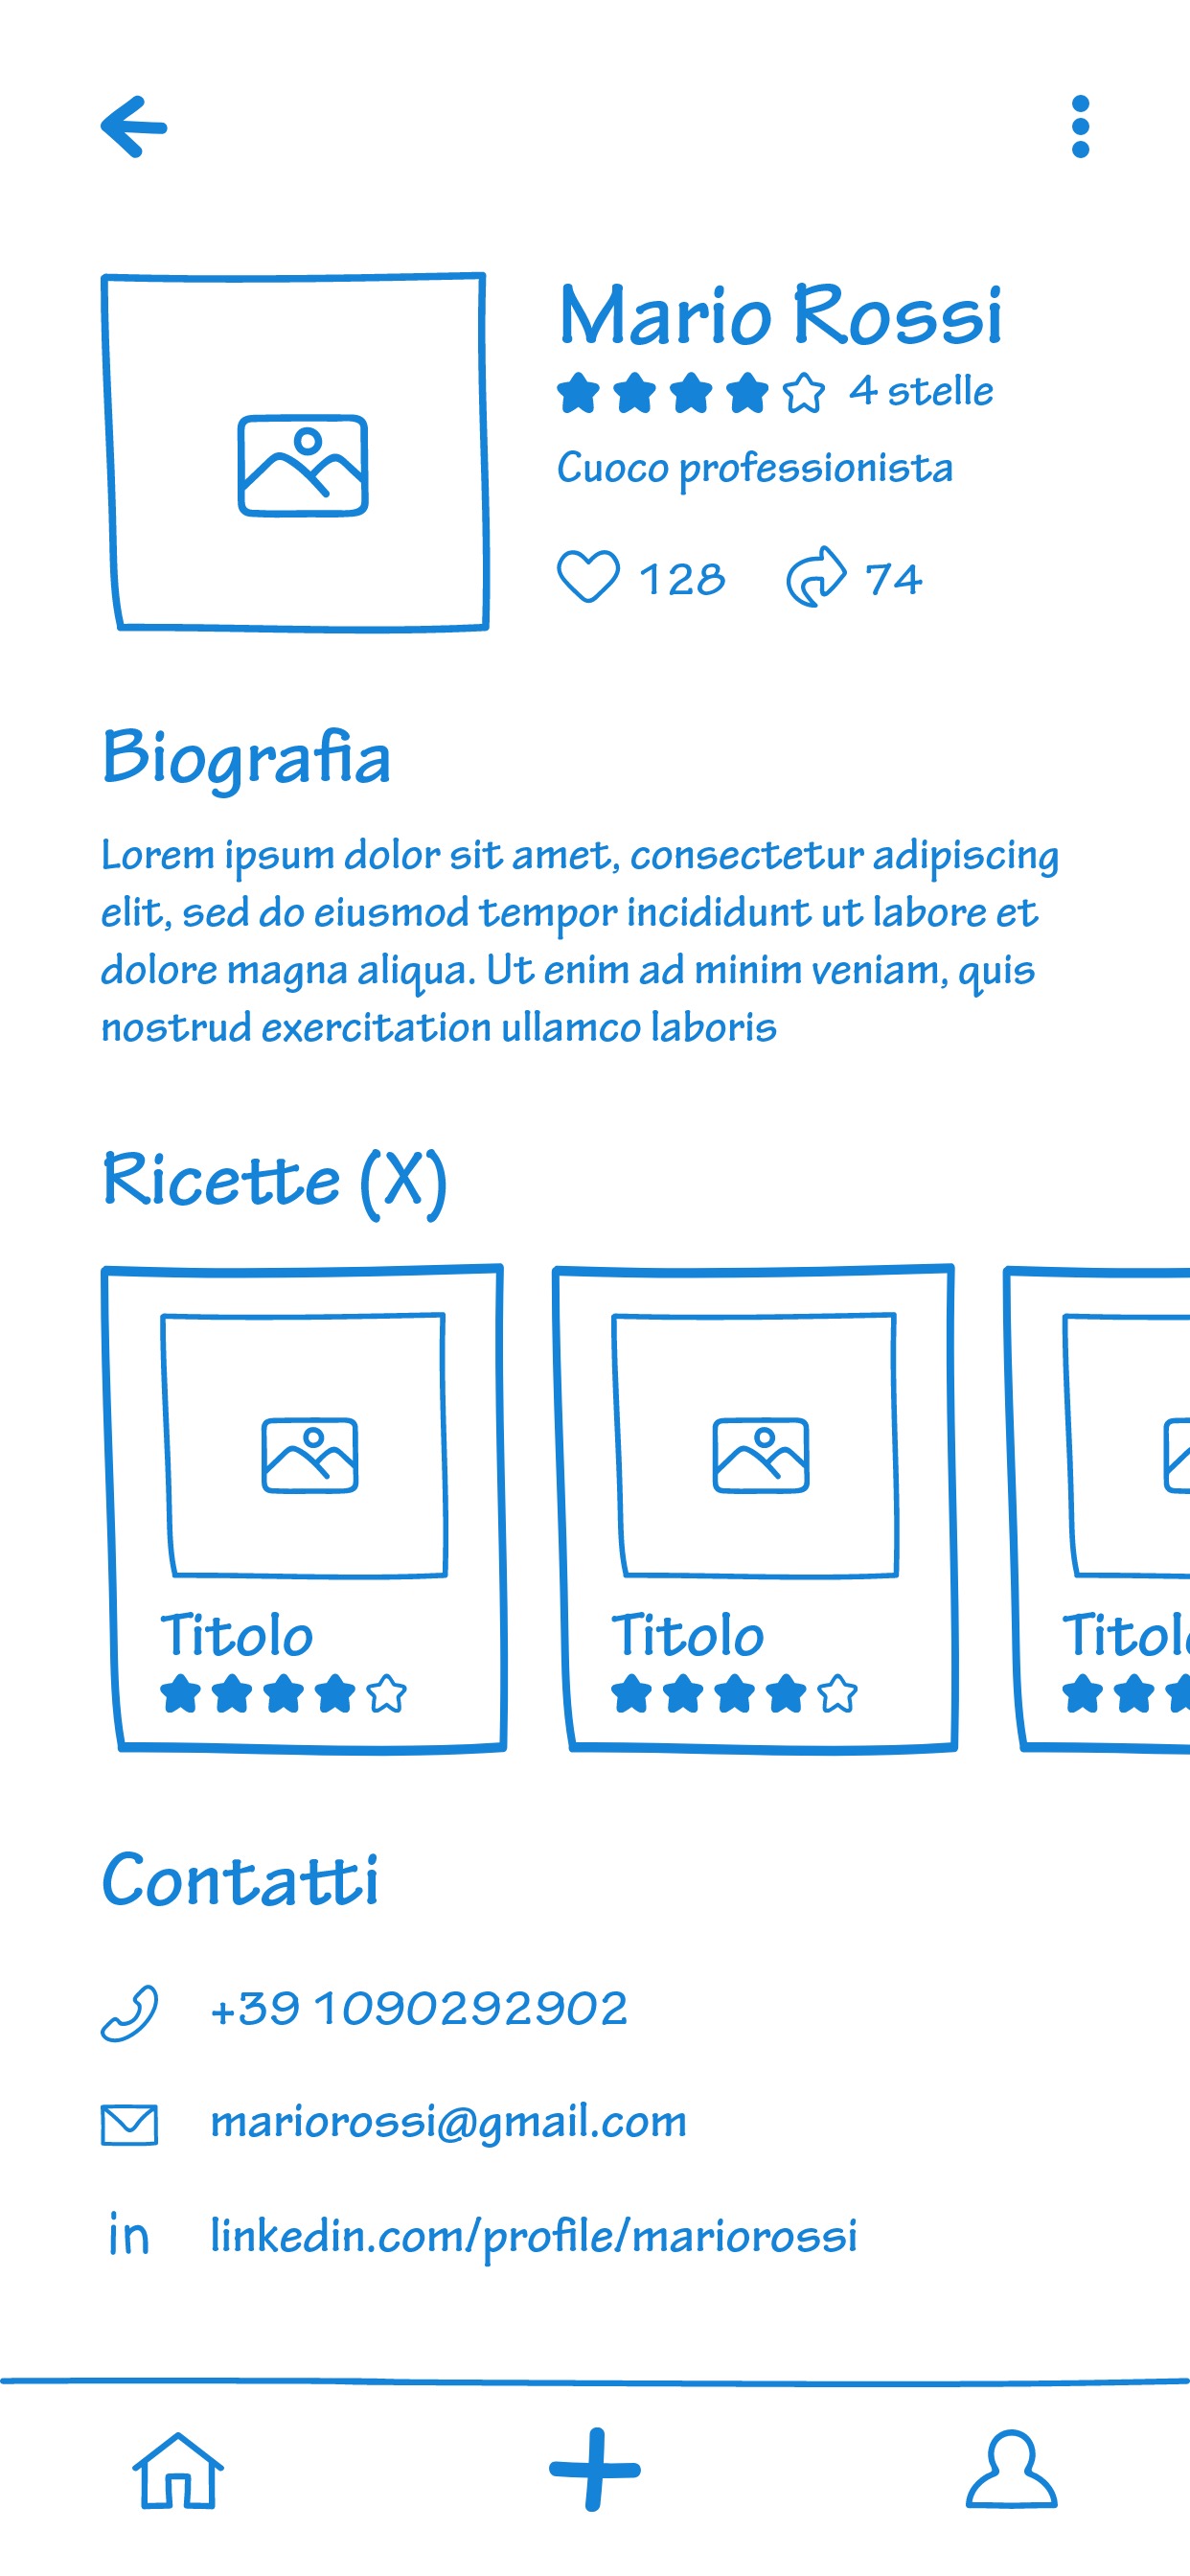 Mario Rossi
4 stelle
Cuoco professionista
128 74
Biografia
Lorem ipsum dolor sit amet, consectetur adipiscing
elit, sed do eiusmod tempor incididunt ut labore et
dolore magna aliqua. Ut enim ad minim veniam, quis
nostrud exercitation ullamco laboris
Ricette (X)
Titolo Titolo Titolo
Contatti
+39 1090292902
mariorossi@gmail.com
in linkedin.com/profile/mariorossi